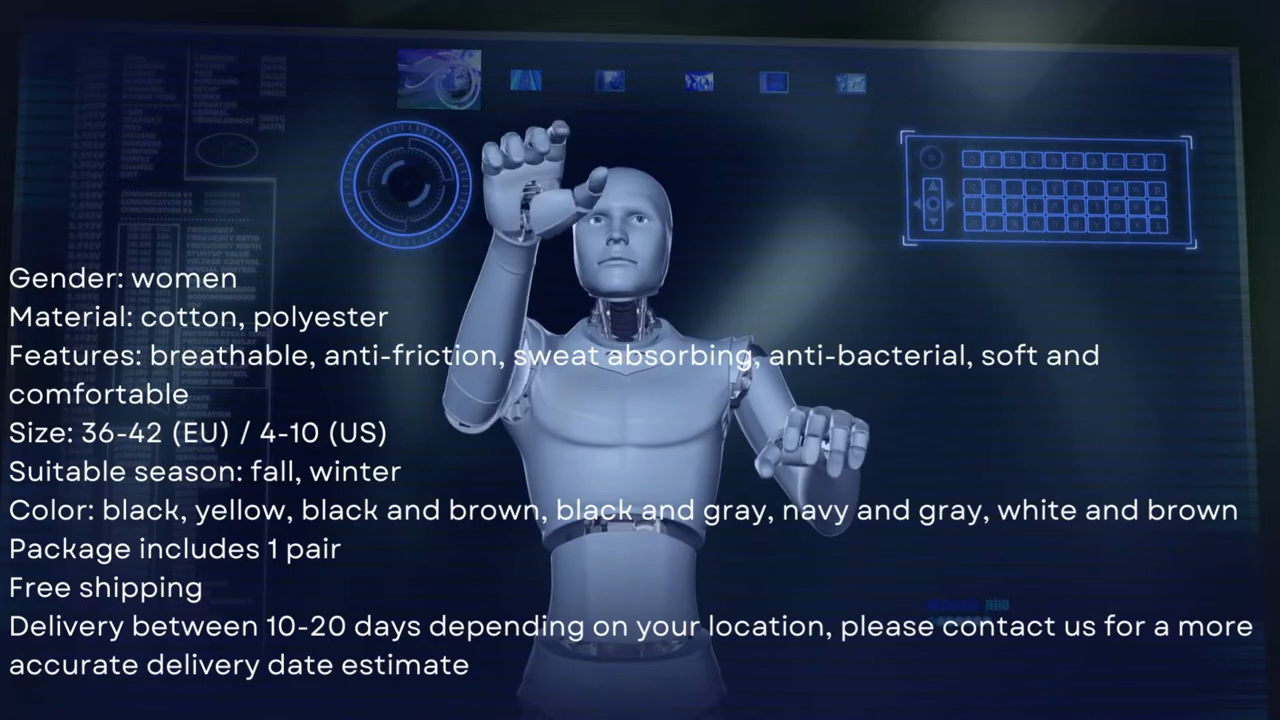 Gender: women
Material: cotton, polyester
Features: breathable, anti-friction, sweat absorbing, anti-bacterial, soft and
comfortable
Size: 36-42 (EU) / 4-10 (US)
Suitable season: fall, winter
Color: black, yellow, black and brown, black and gray, navy and gray, white and brown
Package includes 1 pair
Free shipping
Delivery between 10-20 days depending on your location, please contact us for a more
accurate delivery date estimate